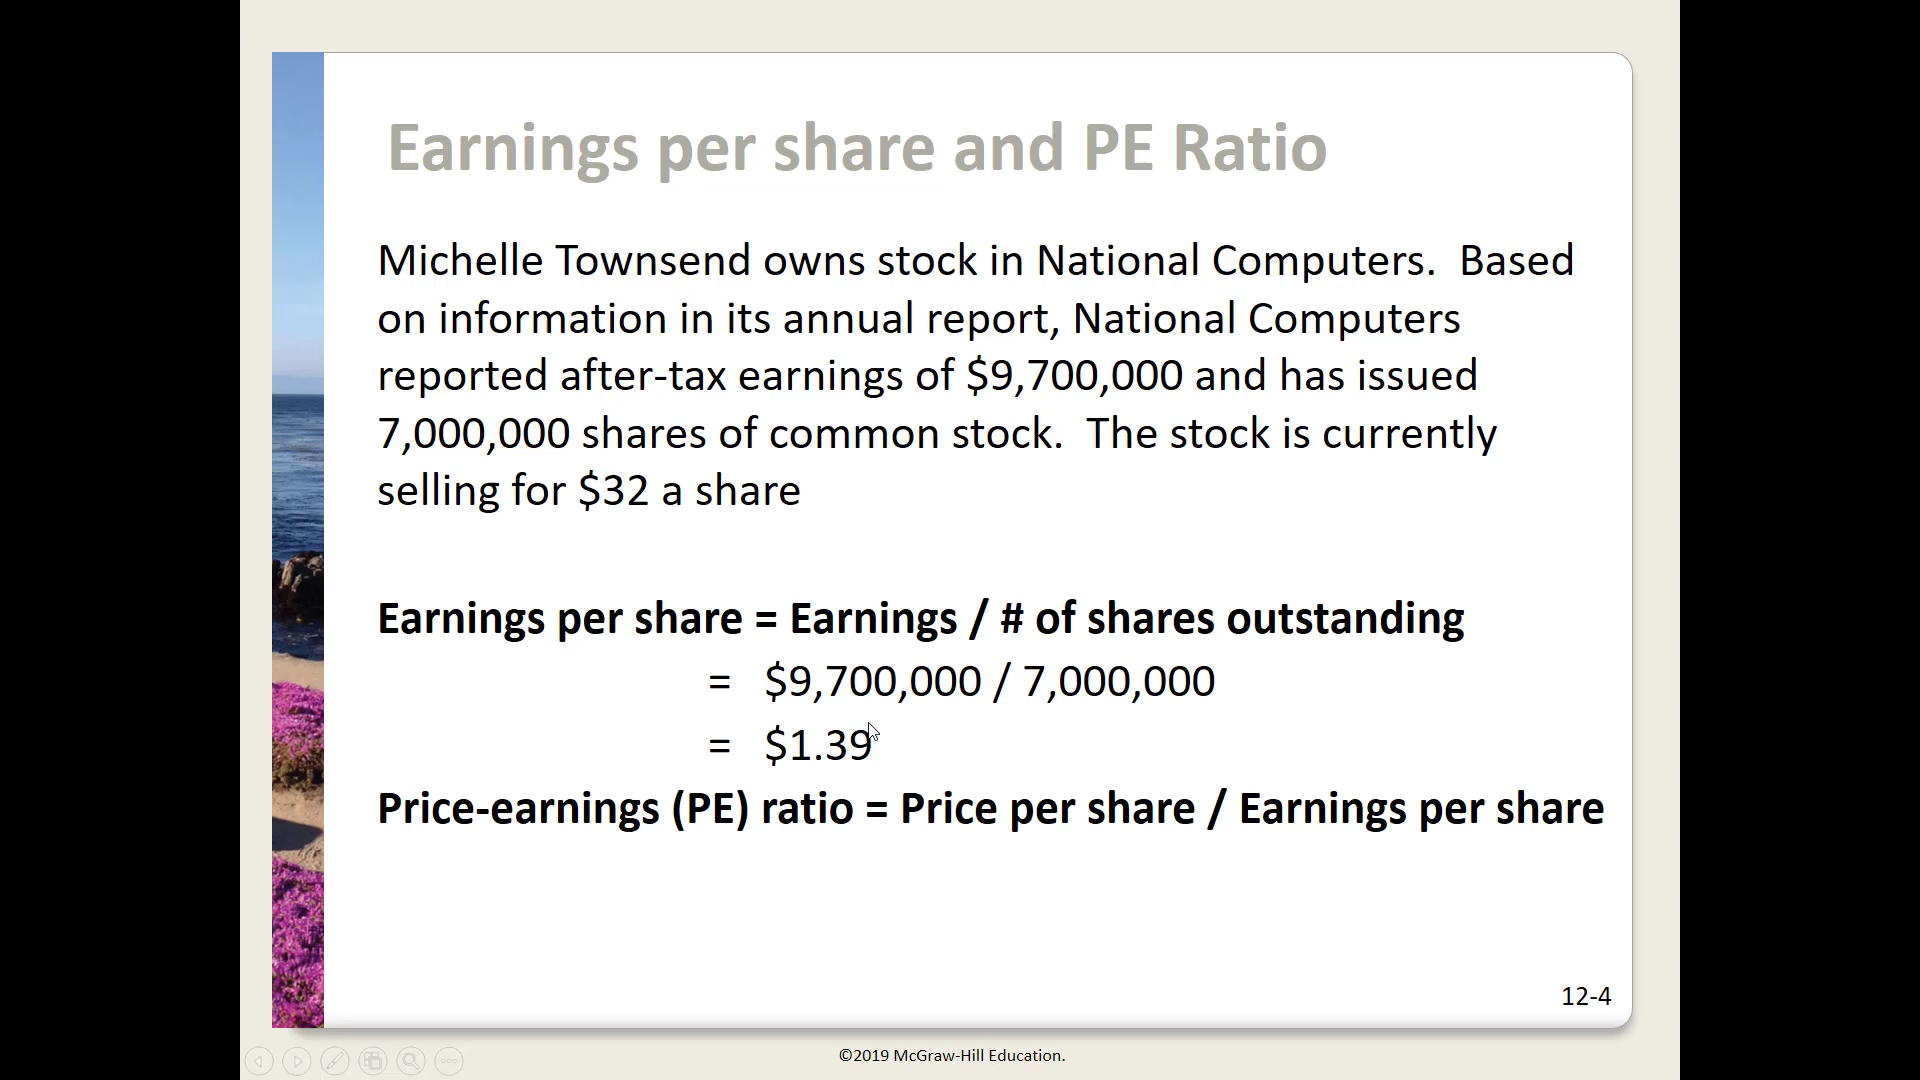 Earnings per share and PE Ratio
Michelle Townsend owns stock in National Computers.  Based
on information in its annual report, National Computers
reported after-tax earnings of $9,700,000 and has issued
7,000,000 shares of common stock.  The stock is currently
selling for $32 a share
Earnings per share = Earnings / # of shares outstanding
= $9,700,000 / 7,000,000
= $1.39
Price-earnings (PE) ratio = Price per share / Earnings per share
12-4
©2019 McGraw-Hill Education.